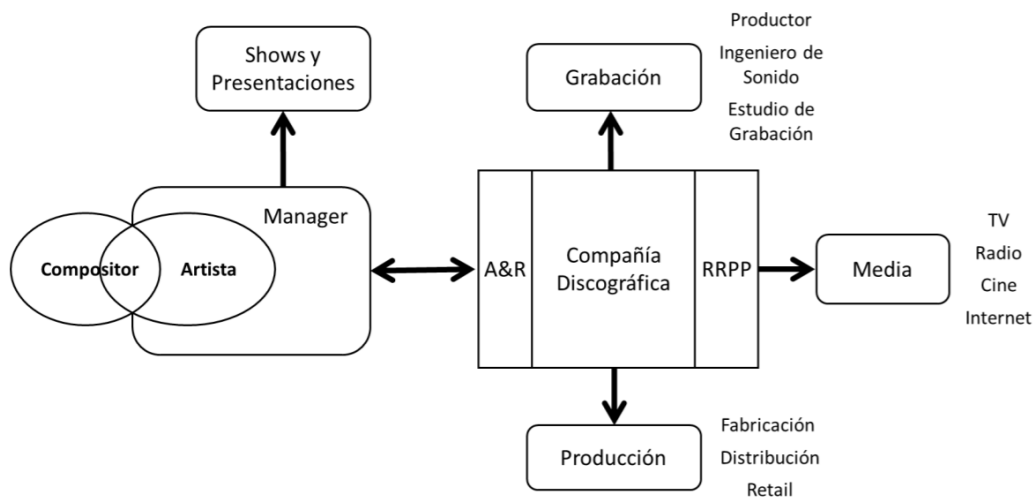 Shows y
Presentaciones
Manager
Compositor
Artista
A&R
Compañía
Discográfica
RRPP
Grabación
Productor
Ingeniero de
Sonido
Estudio de
Grabación
Media
TV
Radio
Cine
Internet
Producción
Fabricación
Distribución
Retail